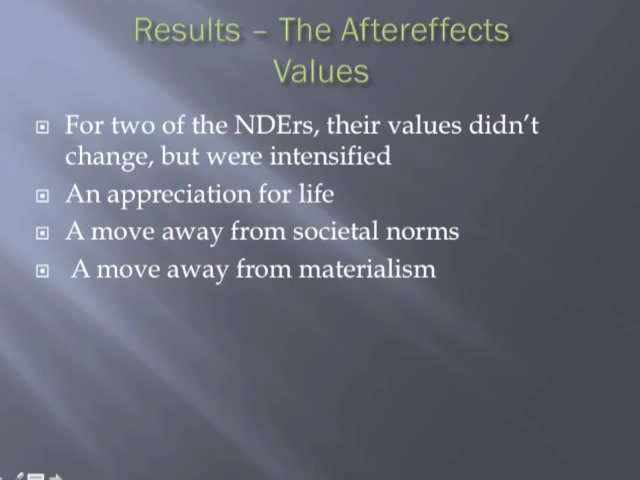 Results – The Aftereffects
Values
For two of the NDErs, their values didn’t
change, but were intensified
An appreciation for life
A move away from societal norms
A move away from materialism